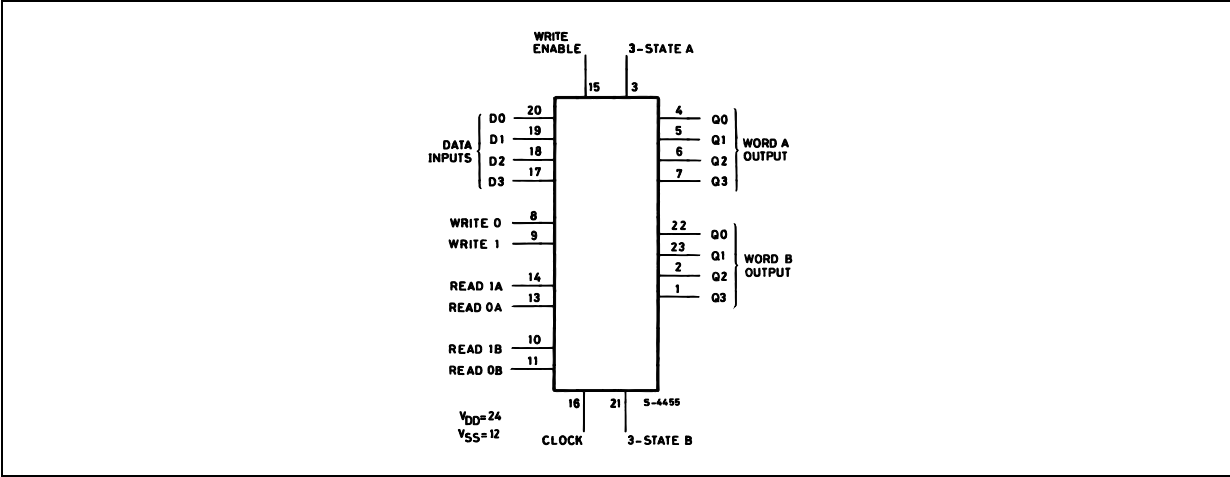 WRITE
ENABLE
3-STATE A
15
3
DATA
INPUTS
D0
20
D1
19
D2
18
D3
17
4
Q0
5
Q1
6
Q2
7
Q3
WORD A
OUTPUT
WRITE 0
8
WRITE 1
9
22
Q0
23
Q1
2
Q2
1
Q3
WORD B
OUTPUT
READ 1A
14
READ 0A
13
READ 1B
10
READ 0B
11
16
21
S-4455
VDD=24
VSS=12
CLOCK
3-STATE B